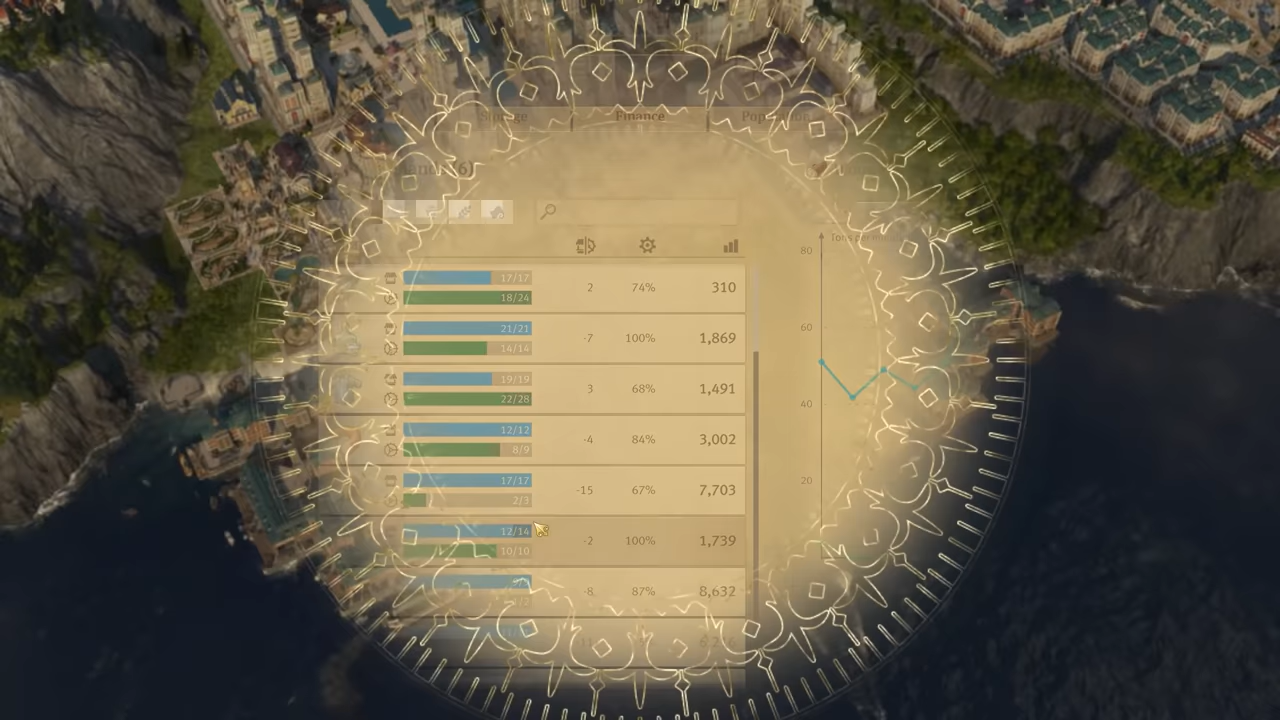 Storage Finance Population
Tons per min
80
17/17
18/24
2 74% 310
60
21/21
14/14
-7 100% 1,869
19/19
22/28
3 68% 1,491
40
12/12
8/9
-4 84% 3,002
20
17/17
2/3
-15 67% 7,703
12/14
10/10
-2 100% 1,739
-8 87% 8,632